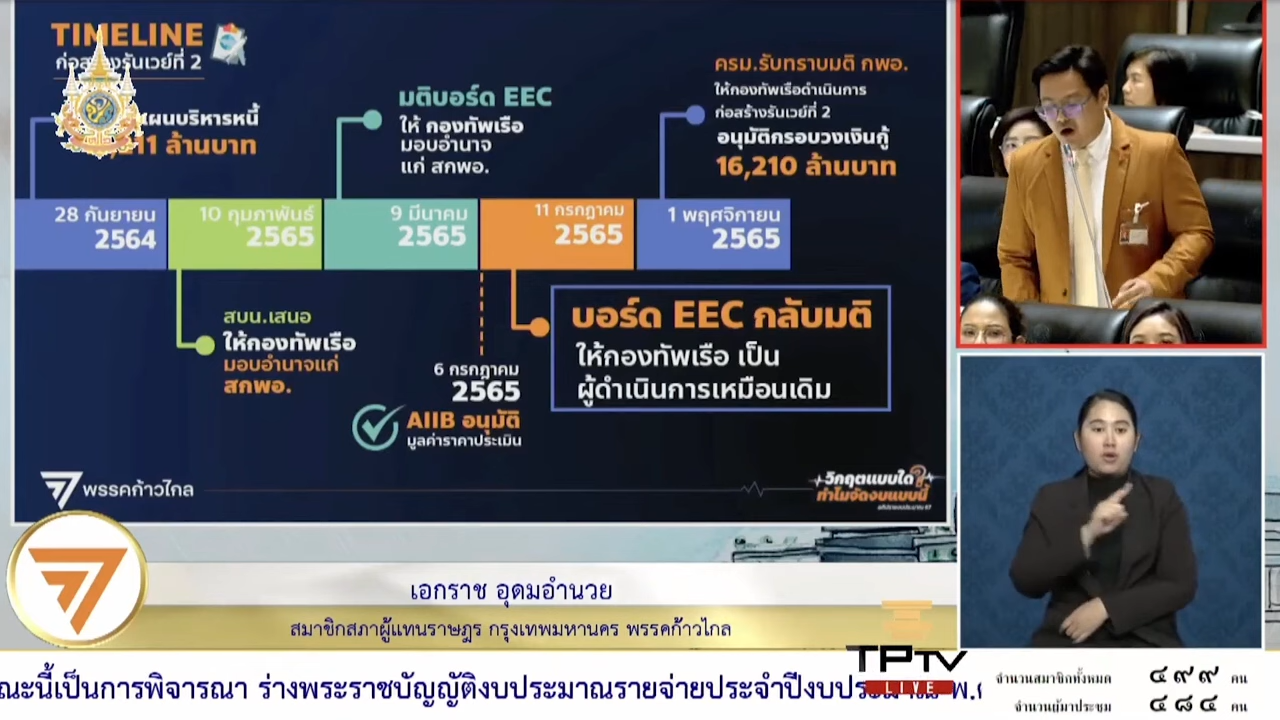 TIMELINE
ก่อสร้างรันเวย์ที่ 2
แผนบริหารหนี้
ล้านบาท
มติบอร์ด EEC
ให้ กองทัพเรือ
มอบอำนาจ
แก่ สกพอ.
ครม.รับทราบมติ กพอ.
ให้กองทัพเรือดำเนินการ
ก่อสร้างรันเวย์ที่ 2
อนุมัติกรอบวงเงินกู้
16,210 ล้านบาท
28 กันยายน
2564
10 กุมภาพันธ์
2565
9 มีนาคม
2565
11 กรกฎาคม
2565
1 พฤศจิกายน
2565
สบน.เสนอ
ให้กองทัพเรือ
มอบอำนาจแก่
สกพอ.
6 กรกฎาคม
2565
AIIB อนุมัติ
มูลค่าราคาประเมิน
บอร์ด EEC กลับมติ
ให้กองทัพเรือ เป็น
ผู้ดำเนินการเหมือนเดิม
พรรคก้าวไกล
วิกฤตแบบใด?
ทำไมจัดงบแบบนี้
เอกราช อุดมอำนวย
สมาชิกสภาผู้แทนราษฎร กรุงเทพมหานคร พรรคก้าวไกล
ณะนี้เป็นการพิจารณา ร่างพระราชบัญญัติงบประมาณรายจ่ายประจำปีงบประมาณ พ.ศ
TPTV
LIVE
จำนวนสมาชิกทั้งหมด ๔๙๙ คน
จำนวนผู้มาประชุม ๔๘๔ คน